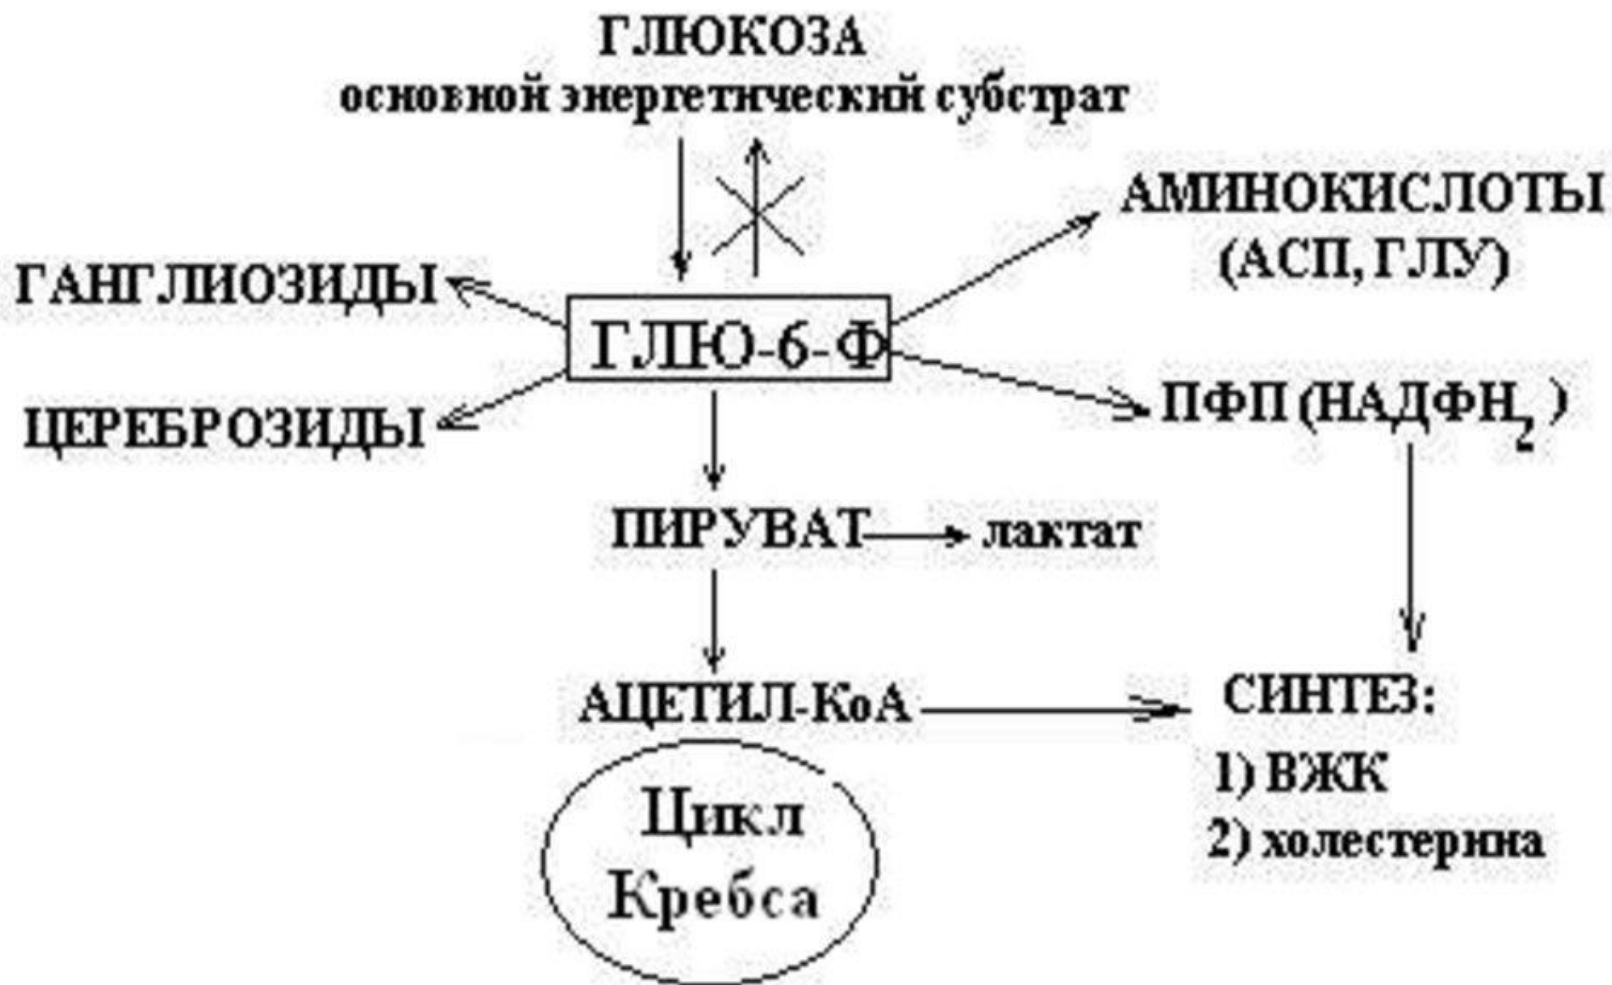 ГЛЮКОЗА
основной энергетический субстрат
АМИНОКИСЛОТЫ
(АСП, ГЛУ)
ГАНГЛИОЗИДЫ
ГЛЮ-6-Ф
ЦЕРЕБРОЗИДЫ
ПФП (НАДФН₂ )
ПИРУВАТ
лактат
АЦЕТИЛ-КоА
СИНТЕЗ:
1) ВЖК
2) холестерина
Цикл
Кребса